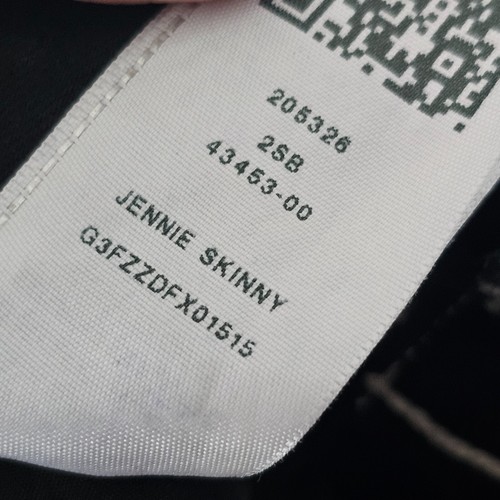 205326
2SB
43453-00
JENNIE SKINNY
G3FZZDFX01515